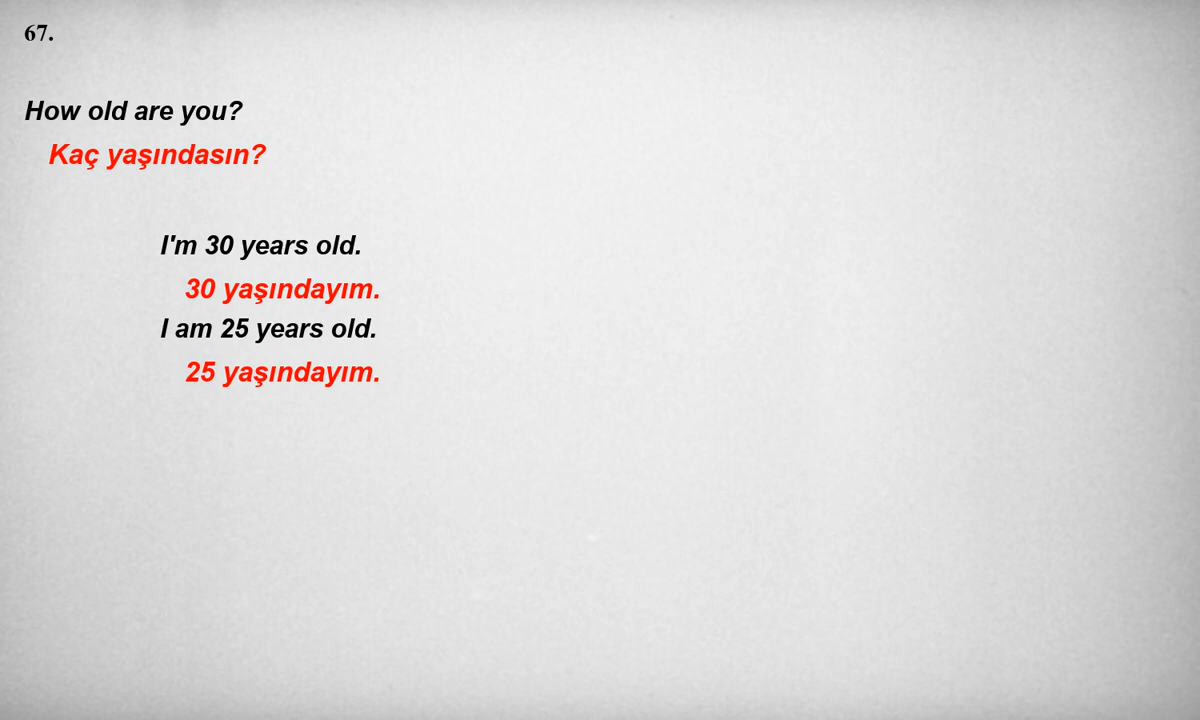 67.
How old are you?
Kaç yaşındasın?
I'm 30 years old.
30 yaşındayım.
I am 25 years old.
25 yaşındayım.